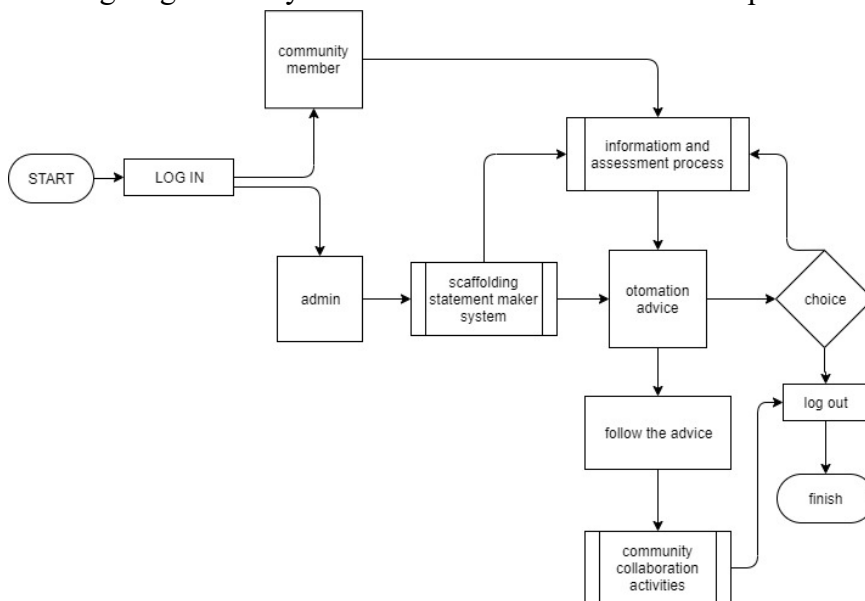 community
member
informatiom and
assessment process
START
LOG IN
admin
scaffolding
statement maker
system
otomation
advice
choice
follow the advice
log out
finish
community
collaboration
activities